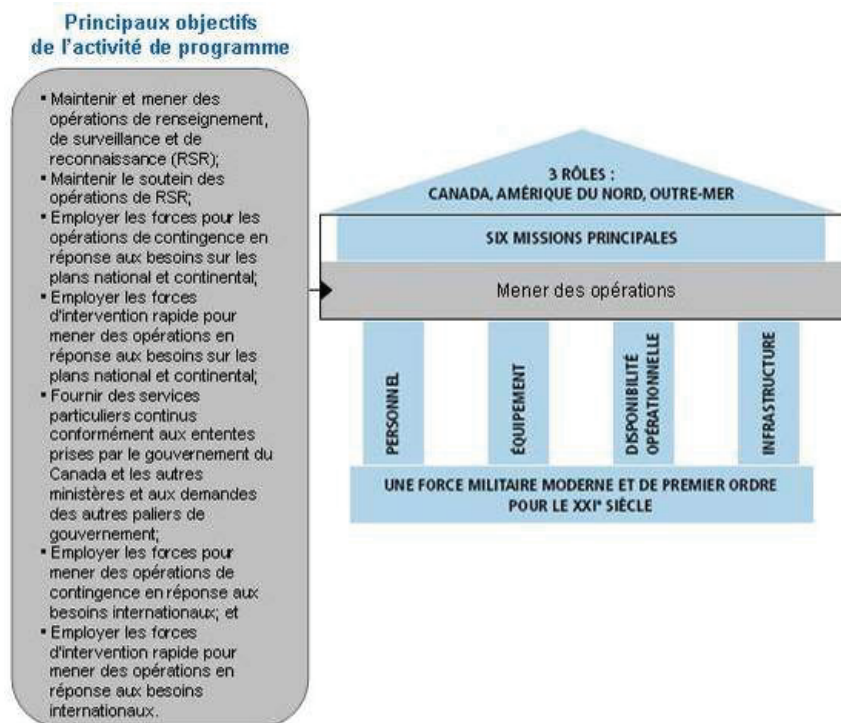 Principaux objectifs
de l'activité de programme
▪ Maintenir et mener des
opérations de renseignement,
de surveillance et de
reconnaissance (RSR);
▪ Maintenir le soutein des
opérations de RSR;
▪ Employer les forces pour les
opérations de contingence en
réponse aux besoins sur les
plans national et continental;
▪ Employer les forces
d'intervention rapide pour
mener des opérations en
réponse aux besoins sur les
plans national et continental;
▪ Fournir des services
particuliers continus
conformément aux ententes
prises par le gouvernement du
Canada et les autres
ministères et aux demandes
des autres paliers de
gouvernement;
▪ Employer les forces pour
mener des opérations de
contingence en réponse aux
besoins internationaux; et
▪ Employer les forces
d'intervention rapide pour
mener des opérations en
réponse aux besoins
internationaux.
3 RÔLES :
CANADA, AMÉRIQUE DU NORD, OUTRE-MER
SIX MISSIONS PRINCIPALES
Mener des opérations
PERSONNEL
ÉQUIPEMENT
DISPONIBILITÉ
OPÉRATIONNELLE
INFRASTRUCTURE
UNE FORCE MILITAIRE MODERNE ET DE PREMIER ORDRE
POUR LE XXIᵉ SIÈCLE